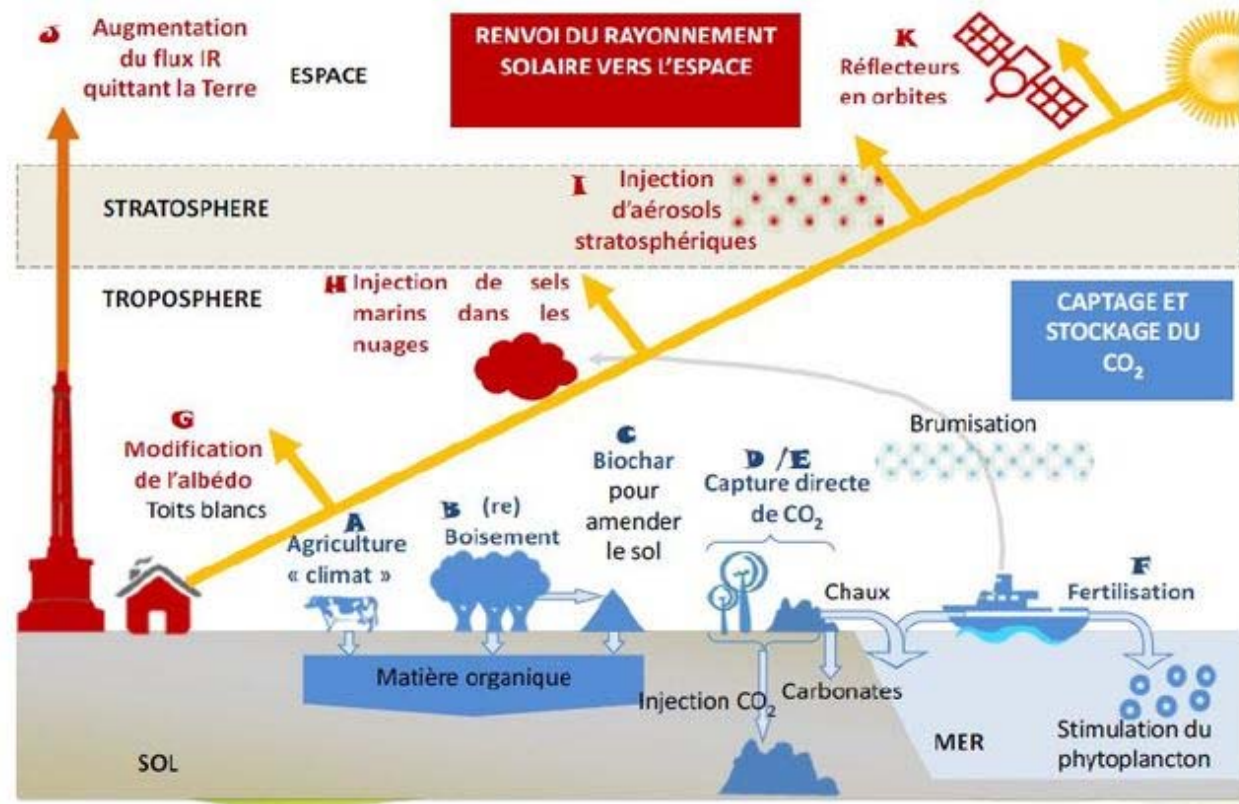 J Augmentation
du flux IR
quittant la Terre
ESPACE
RENVOI DU RAYONNEMENT
SOLAIRE VERS L'ESPACE
K
Réflecteurs
en orbites
STRATOSPHERE
I Injection
d'aérosols
stratosphériques
TROPOSPHERE
H Injection de sels
marins dans les
nuages
CAPTAGE ET
STOCKAGE DU
CO₂
G
Modification
de l'albédo
Toits blancs
A
Agriculture
« climat »
B (re)
Boisement
C
Biochar
pour
amender
le sol
D /E
Capture directe
de CO₂
Brumisation
Chaux
F
Fertilisation
Matière organique
Injection CO₂
Carbonates
SOL
MER
Stimulation du
phytoplancton